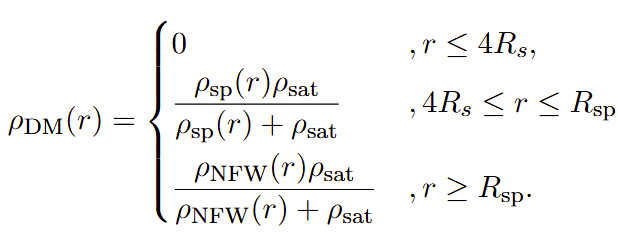 ρ_DM(r) = { 0 , r ≤ 4R_s,
ρ_sp(r)ρ_sat / (ρ_sp(r) + ρ_sat) , 4R_s ≤ r ≤ R_sp
ρ_NFW(r)ρ_sat / (ρ_NFW(r) + ρ_sat) , r ≥ R_sp.